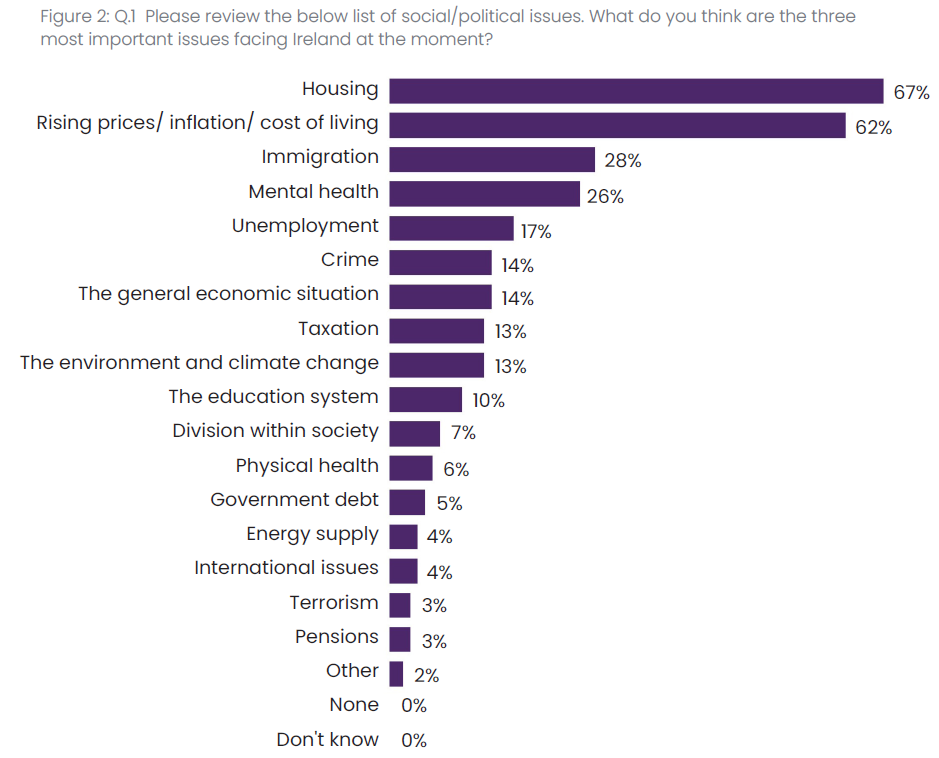 Figure 2: Q.1 Please review the below list of social/political issues. What do you think are the three
most important issues facing Ireland at the moment?
Housing 67%
Rising prices/ inflation/ cost of living 62%
Immigration 28%
Mental health 26%
Unemployment 17%
Crime 14%
The general economic situation 14%
Taxation 13%
The environment and climate change 13%
The education system 10%
Division within society 7%
Physical health 6%
Government debt 5%
Energy supply 4%
International issues 4%
Terrorism 3%
Pensions 3%
Other 2%
None 0%
Don't know 0%